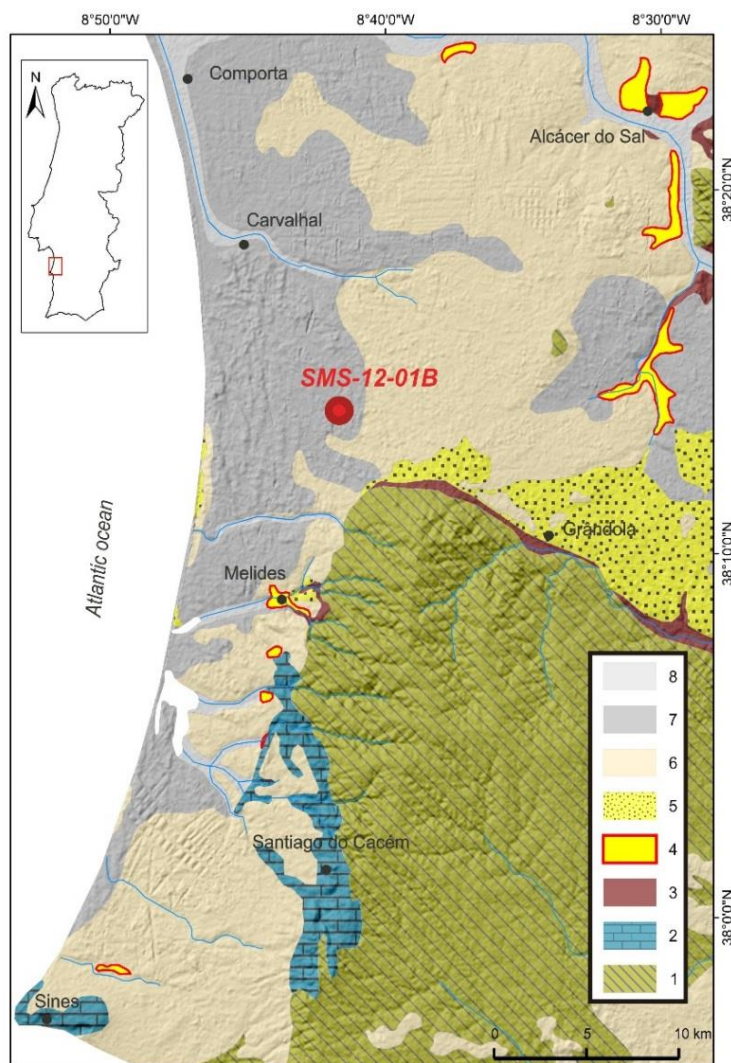 8°50'0"W
8°40'0"W
8°30'0"W
N
Comporta
Alcácer do Sal
38°20'0"N
Carvalhal
SMS-12-01B
Atlantic ocean
Grândola
38°10'0"N
Melides
8
7
6
5
4
3
2
1
Santiago do Cacém
38°0'0"N
Sines
0 5 10 km